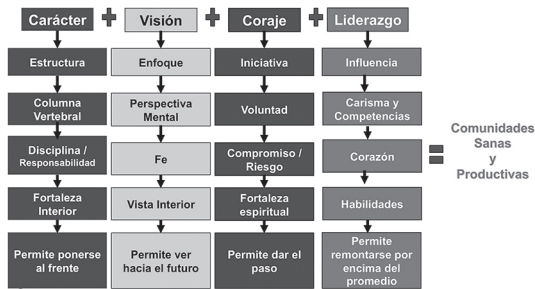 Carácter + Visión + Coraje + Liderazgo
Estructura
Enfoque
Iniciativa
Influencia
Columna
Vertebral
Perspectiva
Mental
Voluntad
Carisma y
Competencias
Disciplina /
Responsabilidad
Fe
Compromiso /
Riesgo
Corazón
=
Comunidades
Sanas
y
Productivas
Fortaleza
Interior
Vista Interior
Fortaleza
espiritual
Habilidades
Permite ponerse
al frente
Permite ver
hacia el futuro
Permite dar el
paso
Permite
remontarse por
encima del
promedio